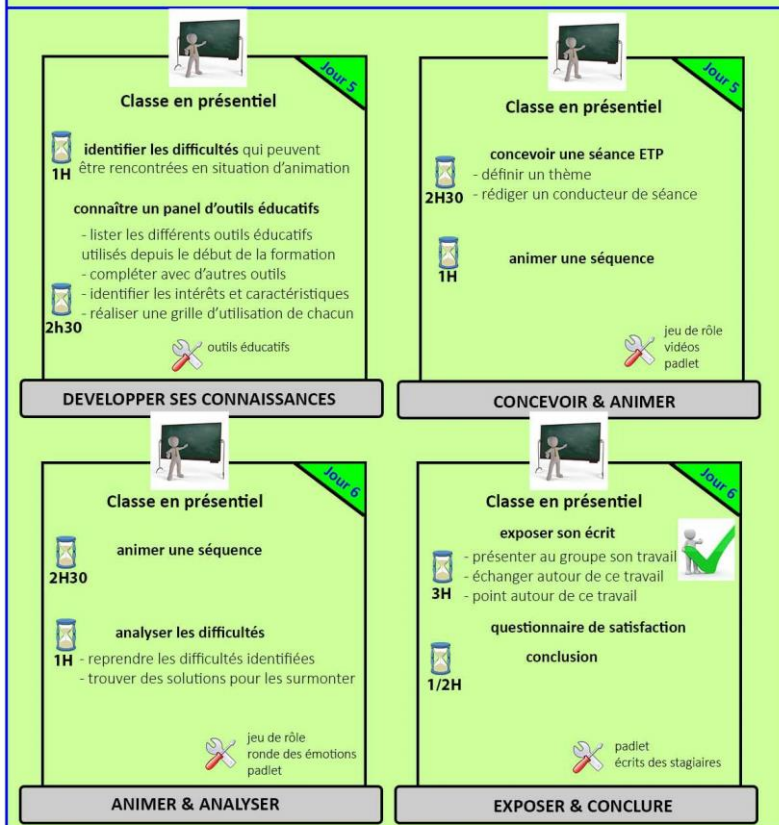 Jour 5
Classe en présentiel
identifier les difficultés qui peuvent
1H être rencontrées en situation d'animation
connaître un panel d'outils éducatifs
- lister les différents outils éducatifs
utilisés depuis le début de la formation
- compléter avec d'autres outils
- identifier les intérêts et caractéristiques
2h30 - réaliser une grille d'utilisation de chacun
outils éducatifs
DEVELOPPER SES CONNAISSANCES
Jour 5
Classe en présentiel
concevoir une séance ETP
- définir un thème
2H30 - rédiger un conducteur de séance
animer une séquence
1H
jeu de rôle
vidéos
padlet
CONCEVOIR & ANIMER
Jour 6
Classe en présentiel
animer une séquence
2H30
analyser les difficultés
1H - reprendre les difficultés identifiées
- trouver des solutions pour les surmonter
jeu de rôle
ronde des émotions
padlet
ANIMER & ANALYSER
Jour 6
Classe en présentiel
exposer son écrit
- présenter au groupe son travail
- échanger autour de ce travail
3H - point autour de ce travail
questionnaire de satisfaction
conclusion
1/2H
padlet
écrits des stagiaires
EXPOSER & CONCLURE